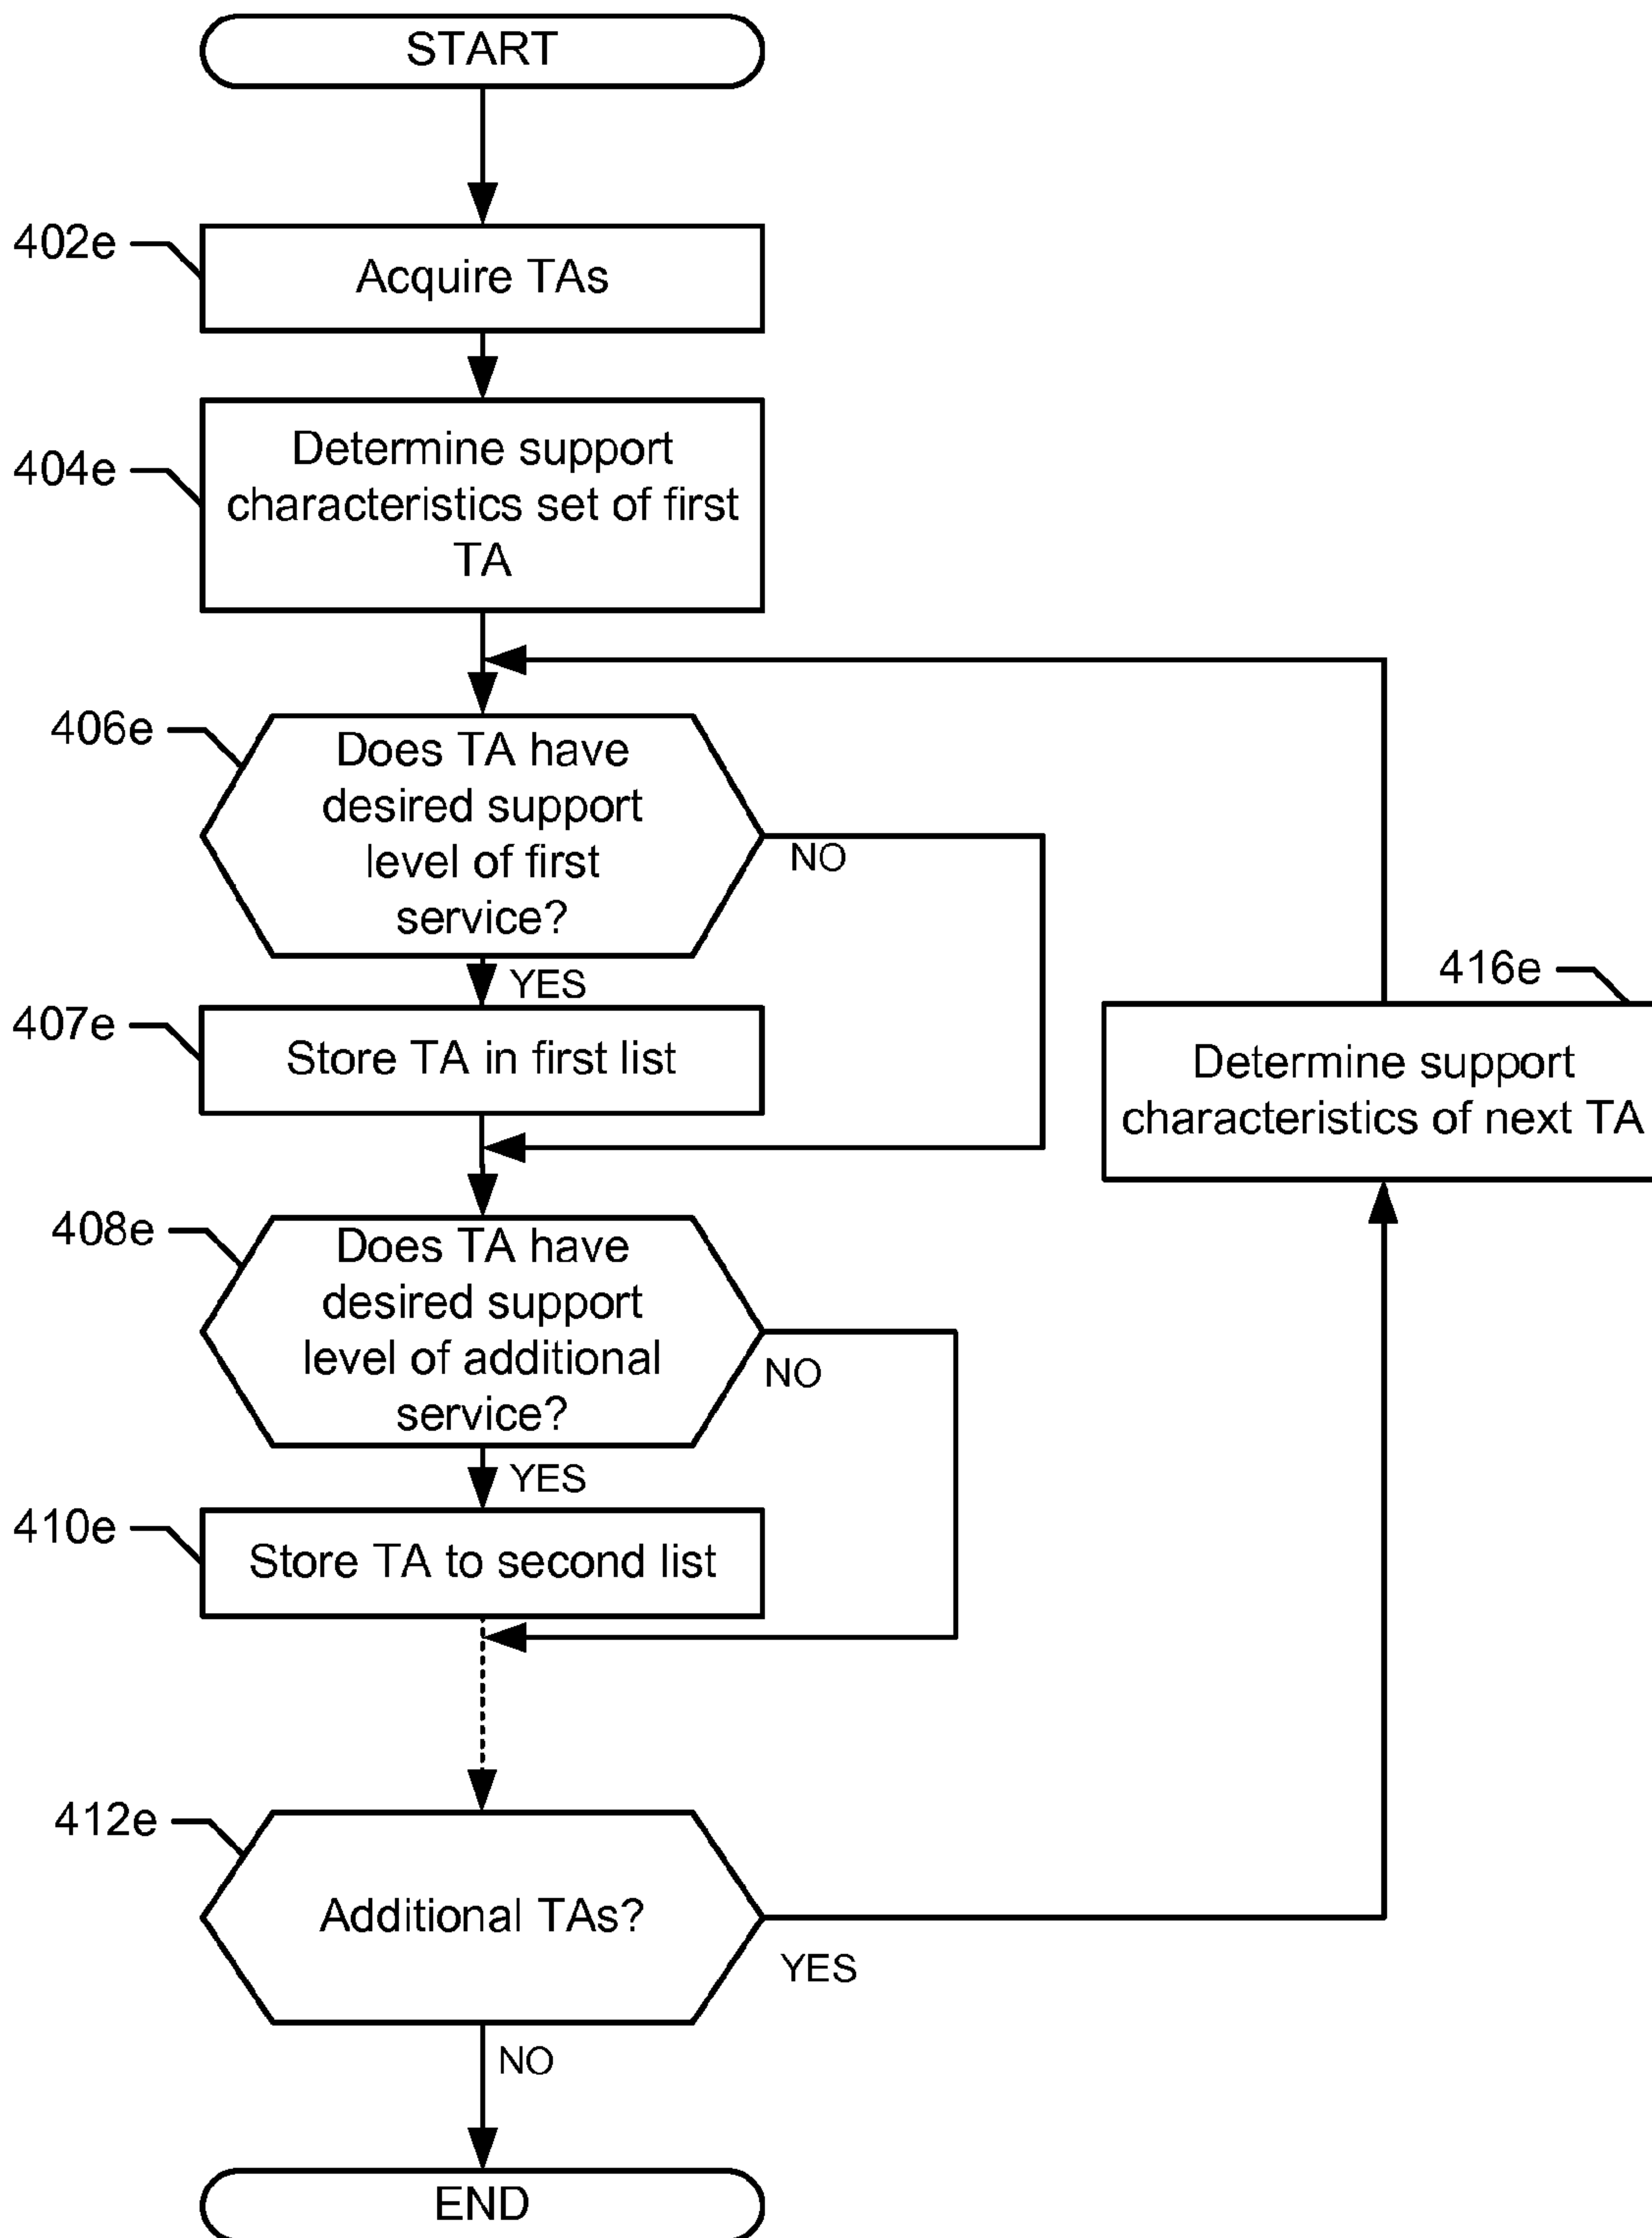 START
402e
Acquire TAs
404e
Determine support
characteristics set of first
TA
406e
Does TA have
desired support
level of first
service?
NO
YES
407e
Store TA in first list
416e
Determine support
characteristics of next TA
408e
Does TA have
desired support
level of additional
service?
NO
YES
410e
Store TA to second list
412e
Additional TAs?
YES
NO
END